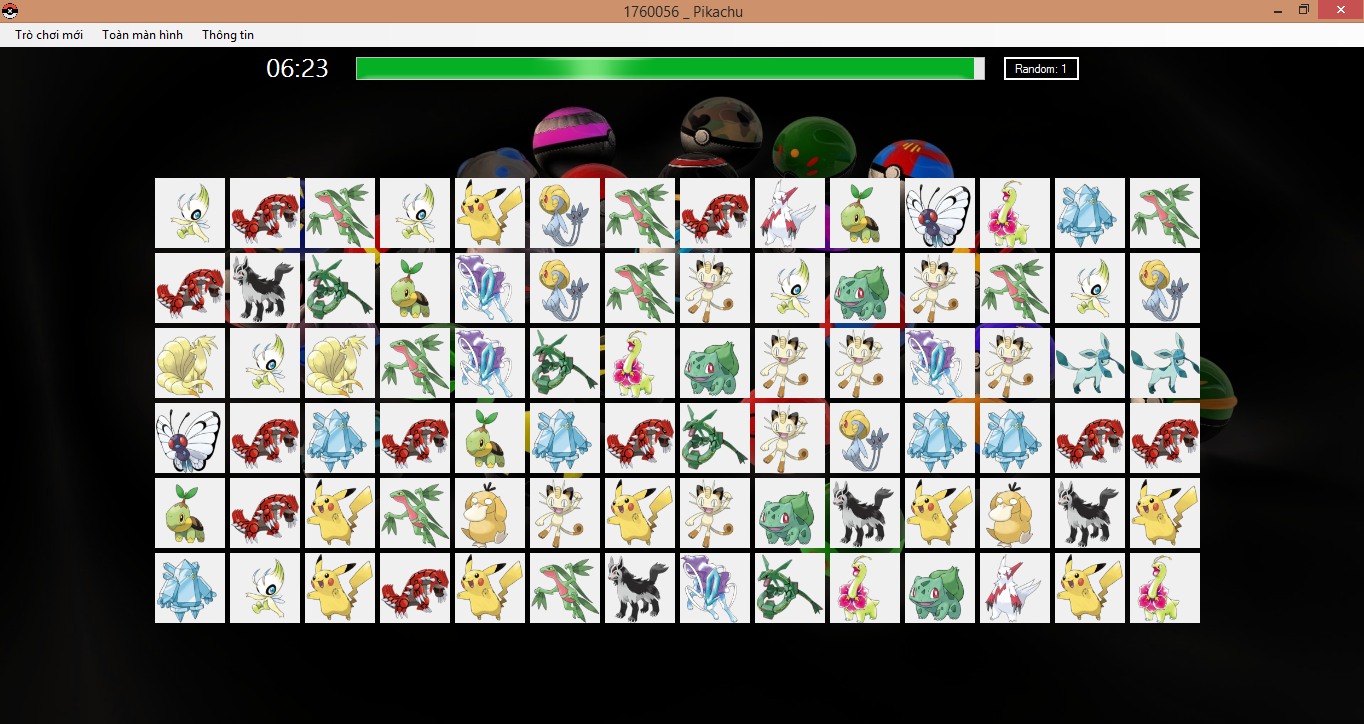 1760056 _ Pikachu
Trò chơi mới Toàn màn hình Thông tin
06:23 Random: 1